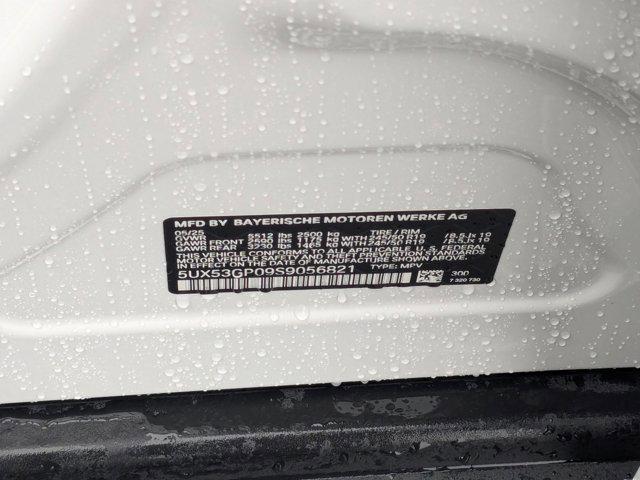 MFD BY BAYERISCHE MOTOREN WERKE AG
05/25 TIRE / RIM
GVWR 5512 lbs 2500 kg
GAWR FRONT 2590 lbs 1175 kg WITH 245/50 R19 / 8.5Jx19
GAWR REAR 3230 lbs 1465 kg WITH 245/50 R19 / 8.5Jx19
THIS VEHICLE CONFORMS TO ALL APPLICABLE U.S. FEDERAL
MOTOR VEHICLE SAFETY AND THEFT PREVENTION STANDARDS
IN EFFECT ON THE DATE OF MANUFACTURE SHOWN ABOVE.
5UX53GP09S9056821 TYPE: MPV
300
7 320 730